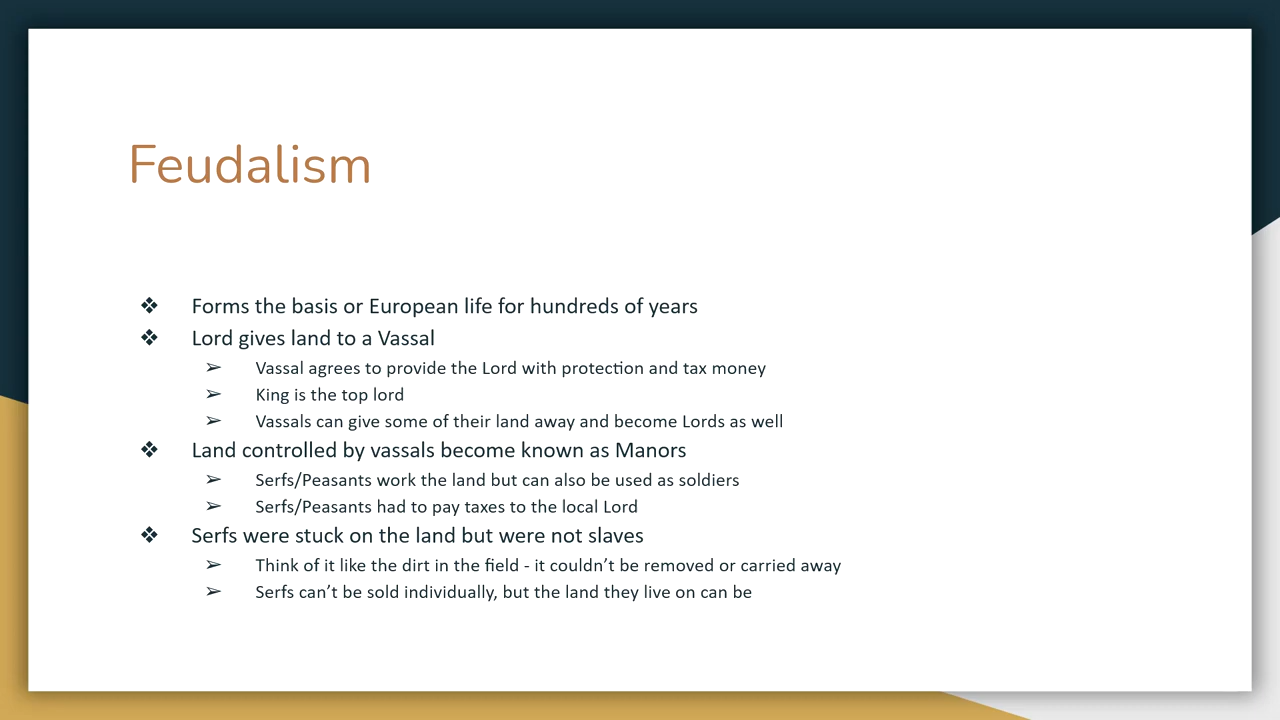 Feudalism
❖ Forms the basis or European life for hundreds of years
❖ Lord gives land to a Vassal
➢ Vassal agrees to provide the Lord with protection and tax money
➢ King is the top lord
➢ Vassals can give some of their land away and become Lords as well
❖ Land controlled by vassals become known as Manors
➢ Serfs/Peasants work the land but can also be used as soldiers
➢ Serfs/Peasants had to pay taxes to the local Lord
❖ Serfs were stuck on the land but were not slaves
➢ Think of it like the dirt in the field - it couldn’t be removed or carried away
➢ Serfs can’t be sold individually, but the land they live on can be